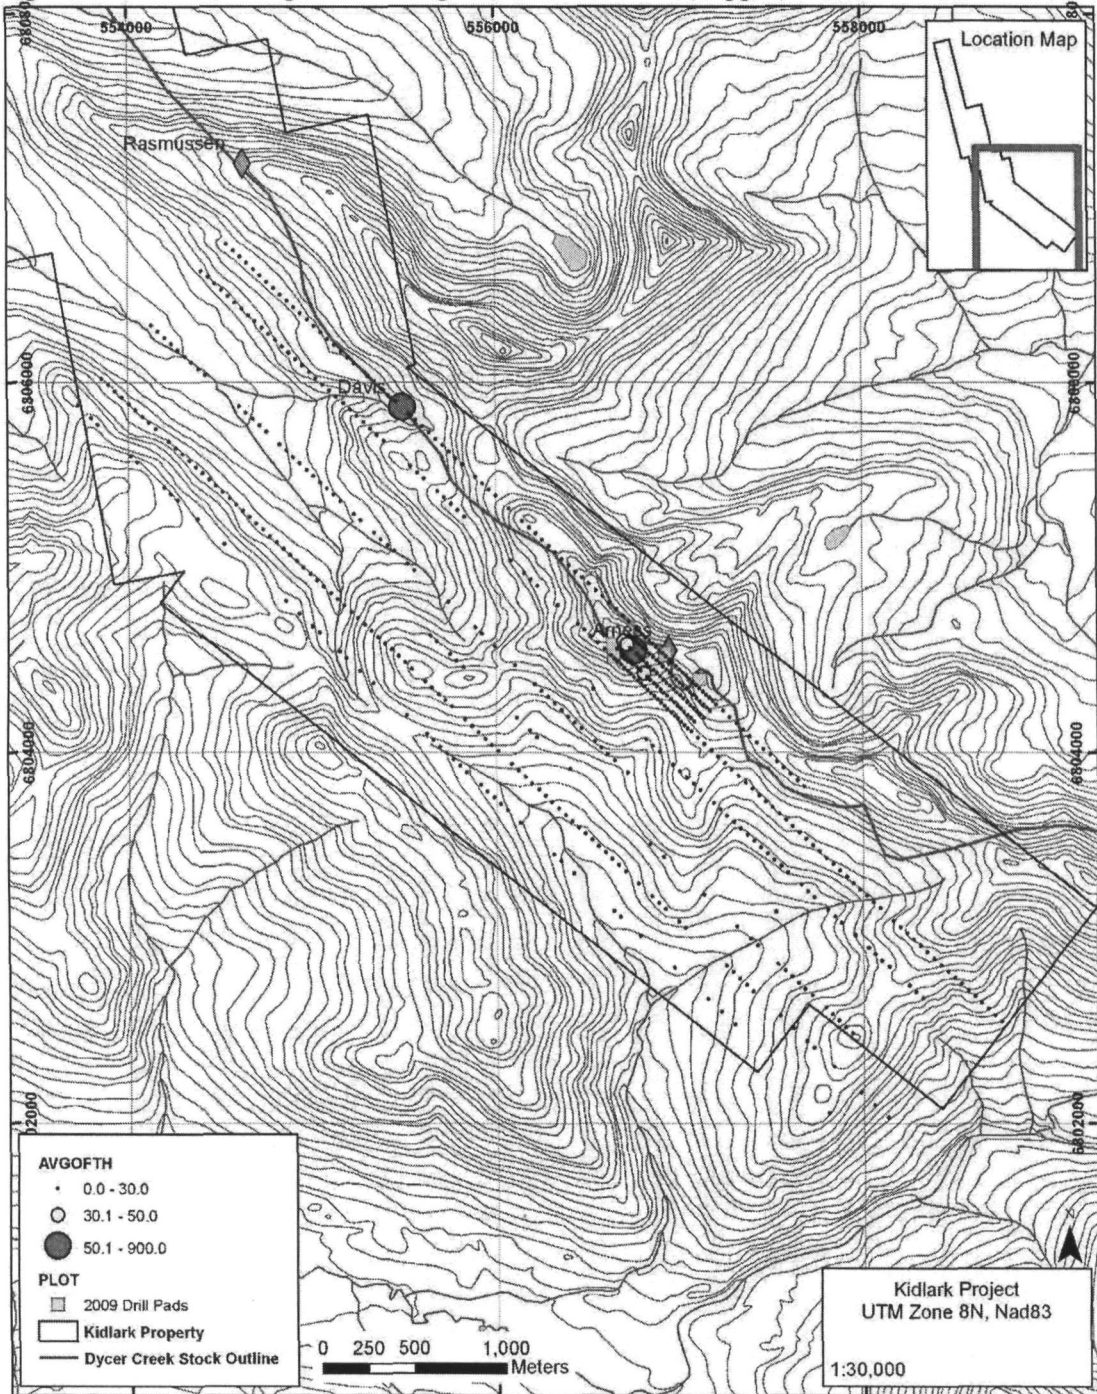 554000
556000
558000
Location Map
Rasmussen
6806000
6806000
Davis
6804000
6804000
6802000
AVGOFTH
0.0 - 30.0
30.1 - 50.0
50.1 - 900.0
PLOT
2009 Drill Pads
Kidlark Property
Dycer Creek Stock Outline
0 250 500 1,000
Meters
N
Kidlark Project
UTM Zone 8N, Nad83
1:30,000